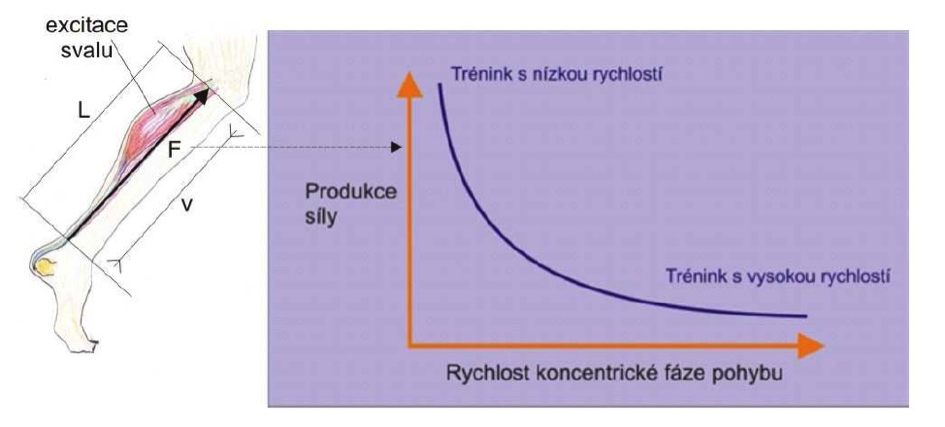 excitace
svalu
L
F
v
Trénink s nízkou rychlostí
Produkce
síly
Trénink s vysokou rychlostí
Rychlost koncentrické fáze pohybu